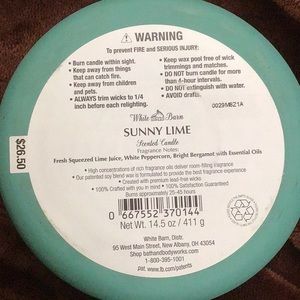 WARNING
To prevent FIRE and SERIOUS INJURY:
• Burn candle within sight.
• Keep away from things
that can catch fire.
• Keep away from children
and pets.
• ALWAYS trim wicks to 1/4
inch before each relighting.
• Keep wax pool free of wick
trimmings and matches.
• DO NOT burn candle for more
than 4-hour intervals.
• DO NOT extinguish with water.
• AVOID drafts.
0029MB21A
White Barn
SUNNY LIME
Scented Candle
Fragrance Notes:
Fresh Squeezed Lime Juice, White Peppercorn, Bright Bergamot with Essential Oils
• High concentrations of rich fragrance oils deliver room-filling fragrance
• Our patented soy blend wax is formulated to provide the best fragrance experience
• Created with premium lead-free wicks
• 100% Crafted with you in mind • 100% Satisfaction Guaranteed
Burns approximately 25-45 hours
0 667552 370144
Net Wt. 14.5 oz / 411 g
White Barn, Distr.
95 West Main Street, New Albany, OH 43054
Shop bathandbodyworks.com
1-800-395-1001
pat. www.lb.com/patents
$26.50